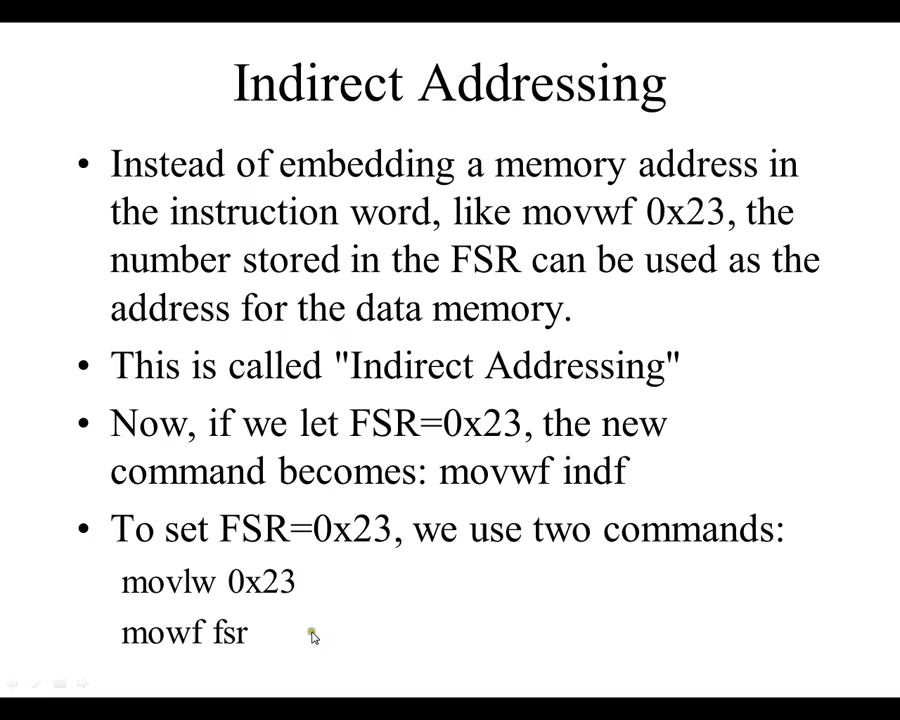 Indirect Addressing
• Instead of embedding a memory address in
the instruction word, like movwf 0x23, the
number stored in the FSR can be used as the
address for the data memory.
• This is called "Indirect Addressing"
• Now, if we let FSR=0x23, the new
command becomes: movwf indf
• To set FSR=0x23, we use two commands:
movlw 0x23
mowf fsr